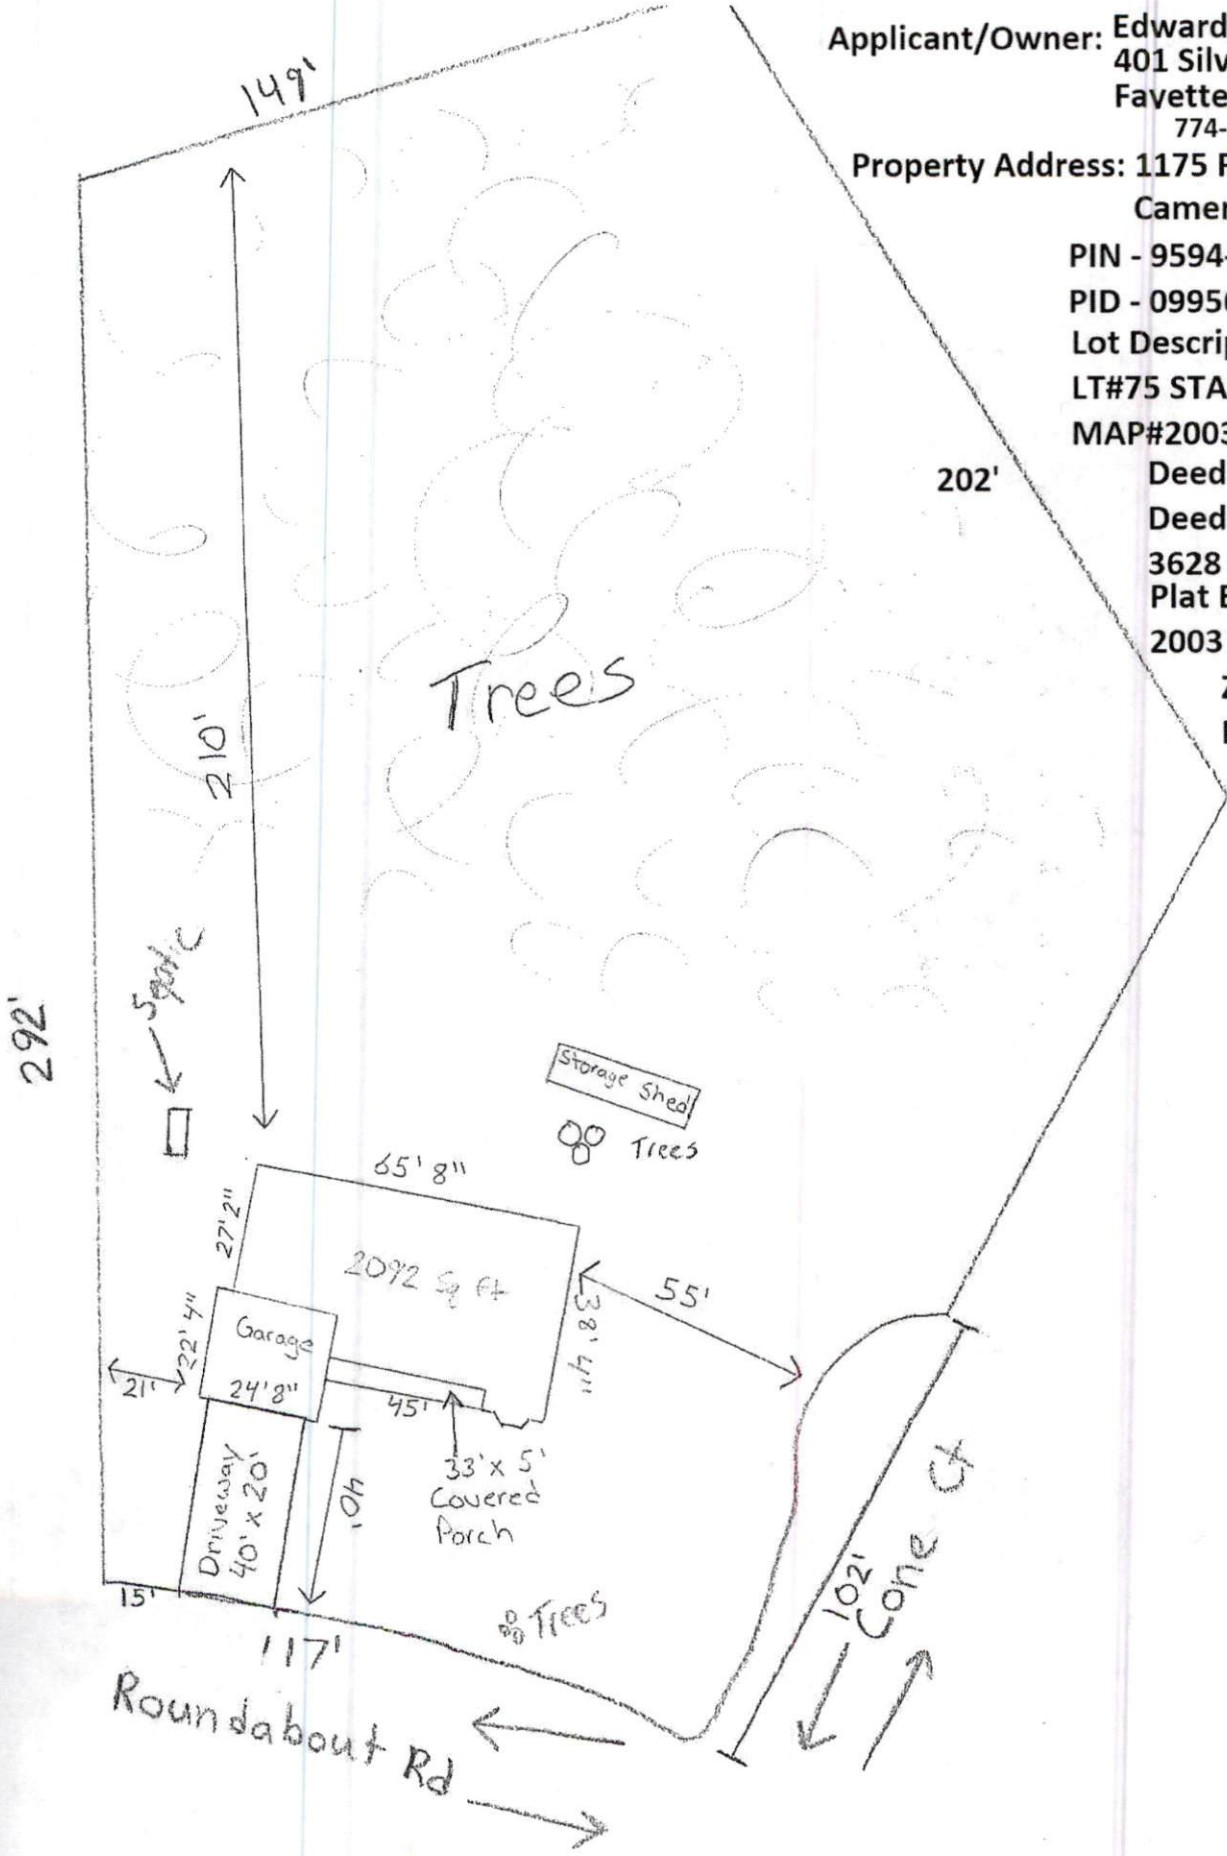 Applicant/Owner: Edward
401 Silv
Favette
774-
Property Address: 1175 R
Camer
PIN - 9594-
PID - 0995
Lot Descrip
LT#75 STA
MAP#2003
Deed
Deed
3628
Plat B
2003
149'
202'
Trees
210'
292'
Septic
Storage Shed
Trees
65' 8"
27' 2"
2092 Sq ft
55'
38' 4"
22' 4"
Garage
21'
24'8"
45'
33' x 5'
Covered
Porch
40'
Driveway
40' x 20'
15'
117'
Trees
102'
Cone Ct
Roundabout Rd